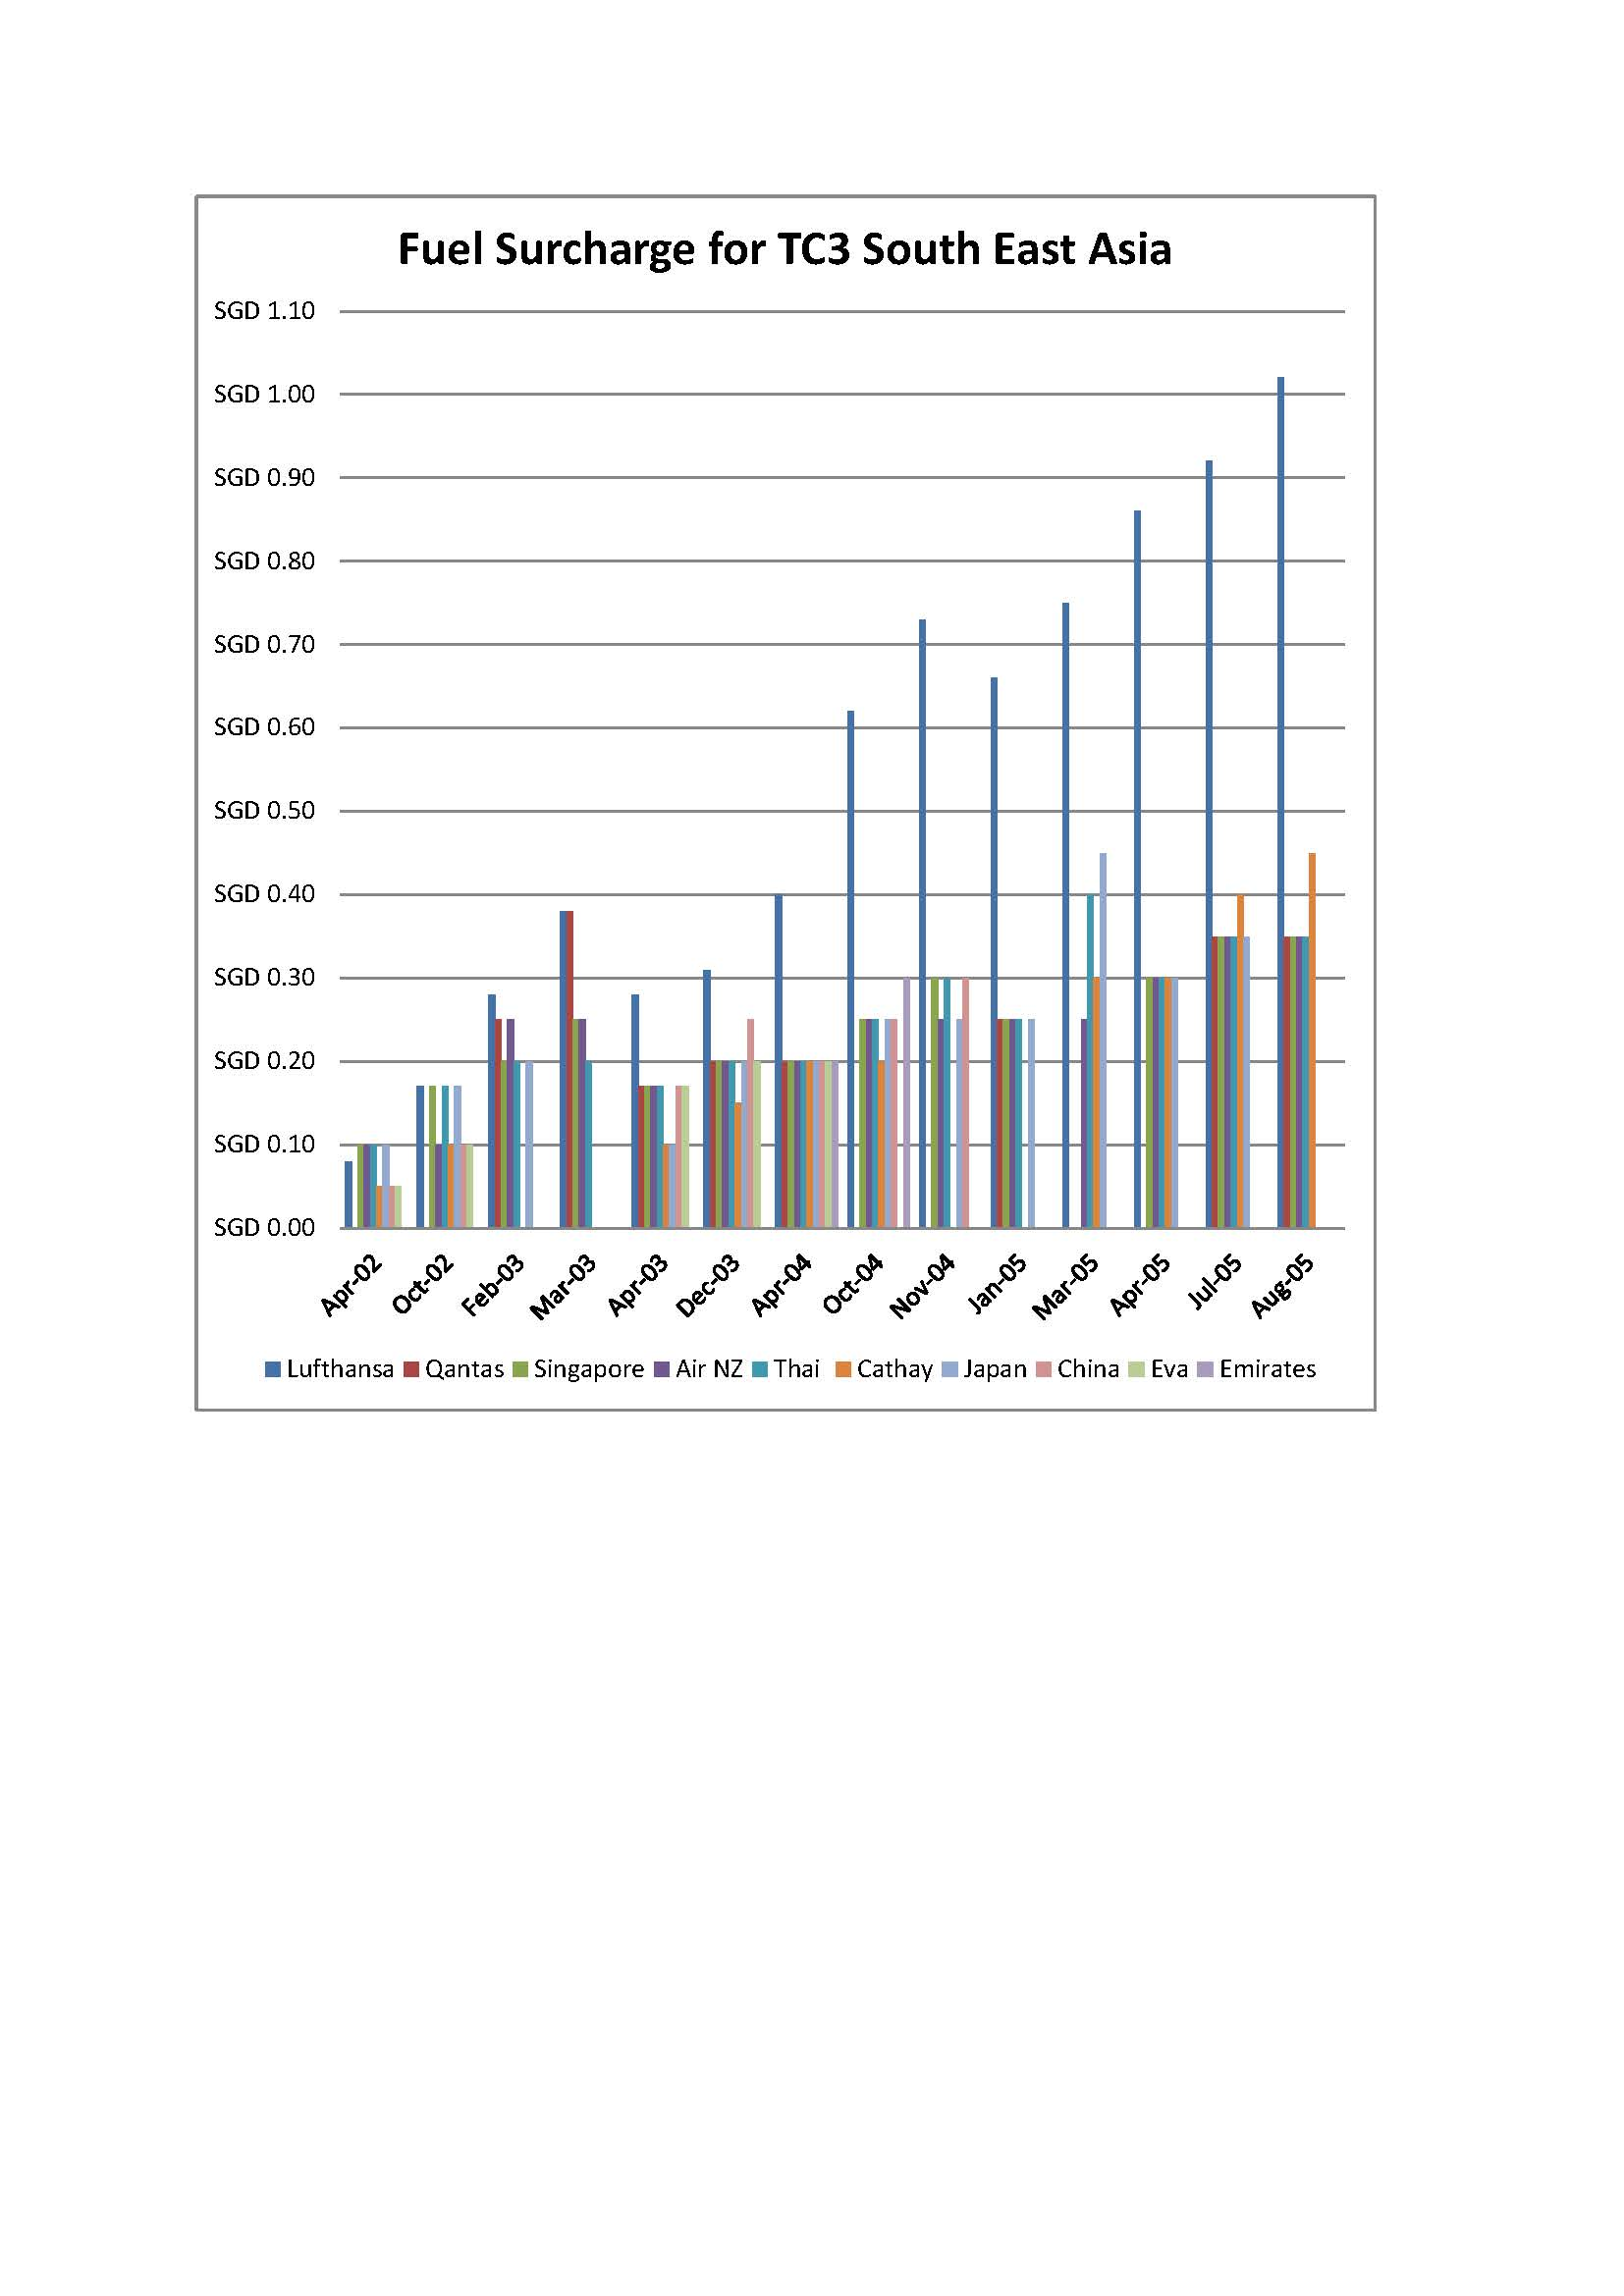 Fuel Surcharge for TC3 South East Asia
SGD 1.10
SGD 1.00
SGD 0.90
SGD 0.80
SGD 0.70
SGD 0.60
SGD 0.50
SGD 0.40
SGD 0.30
SGD 0.20
SGD 0.10
SGD 0.00
Apr-02 Oct-02 Feb-03 Mar-03 Apr-03 Dec-03 Apr-04 Oct-04 Nov-04 Jan-05 Mar-05 Apr-05 Jul-05 Aug-05
Lufthansa Qantas Singapore Air NZ Thai Cathay Japan China Eva Emirates